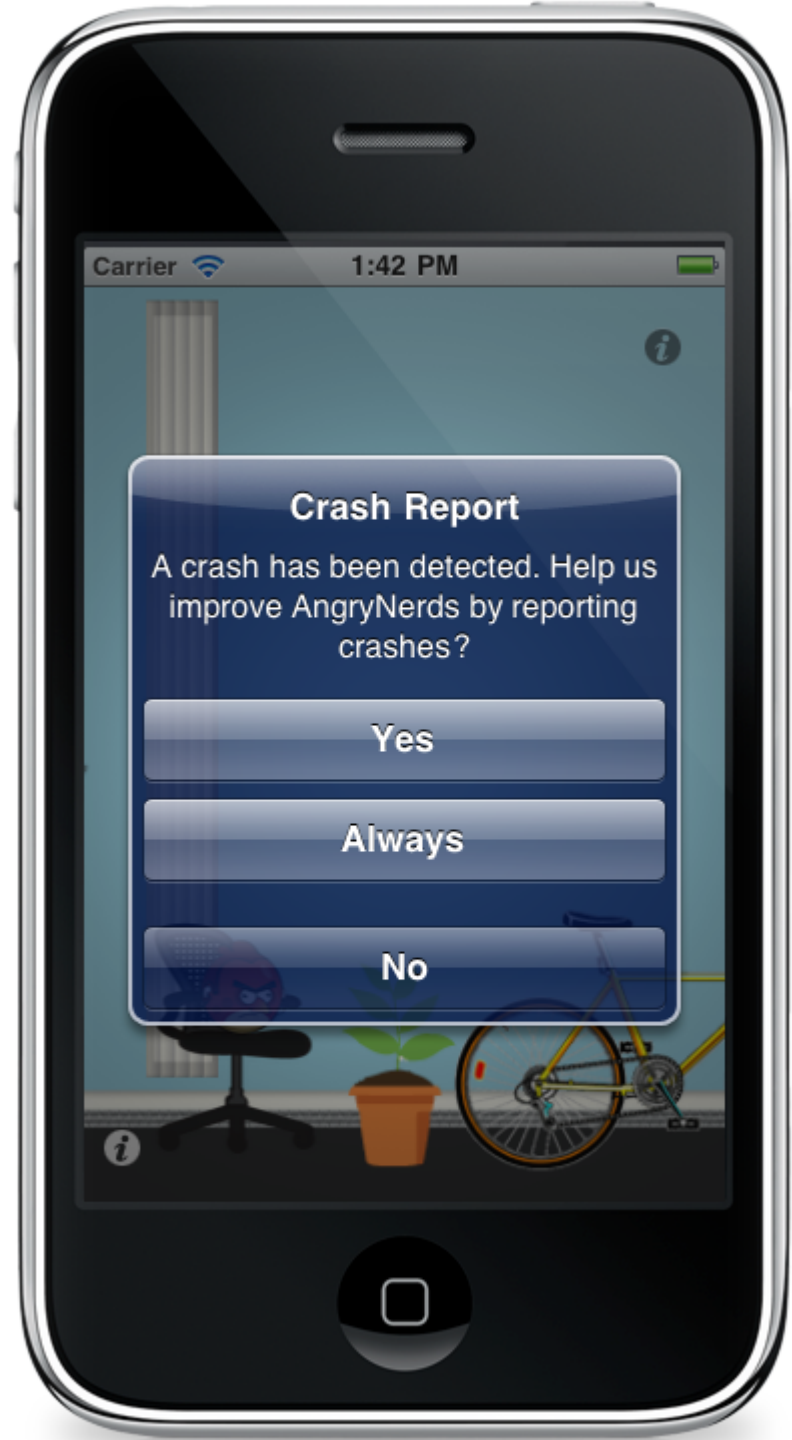 Carrier 1:42 PM
i
Crash Report
A crash has been detected. Help us
improve AngryNerds by reporting
crashes?
Yes
Always
No
i